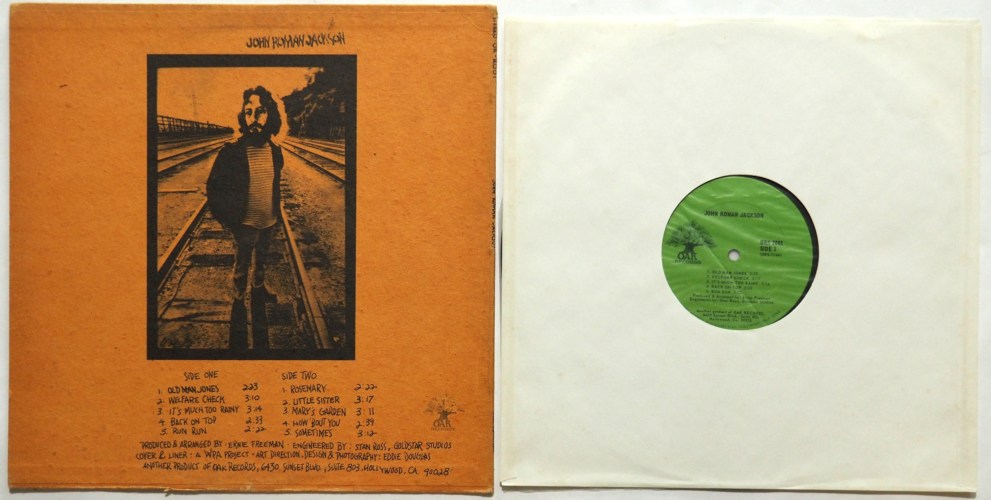 JOHN ROMAN JACKSON
SIDE ONE
1. OLD MAN JONES 2:23
2. WELFARE CHECK 3:10
3. IT'S MUCH TOO RAINY 3:14
4. BACK ON TOP 2:33
5. RUN RUN 2:22
SIDE TWO
1. ROSEMARY 2:22
2. LITTLE SISTER 3:17
3. MARY'S GARDEN 3:11
4. HOW BOUT YOU 2:39
5. SOMETIMES 3:12
OAK
PRODUCED & ARRANGED BY: ERNIE FREEMAN · ENGINEERED BY: STAN ROSS, GOLDSTAR STUDIOS
COVER & LINER: A WPA PROJECT · ART DIRECTION, DESIGN & PHOTOGRAPHY: EDDIE DOUGLAS
ANOTHER PRODUCT OF OAK RECORDS, 6430 SUNSET BLVD., SUITE 803, HOLLYWOOD, CA. 90028
JOHN ROMAN JACKSON
OAK
SIDE 1